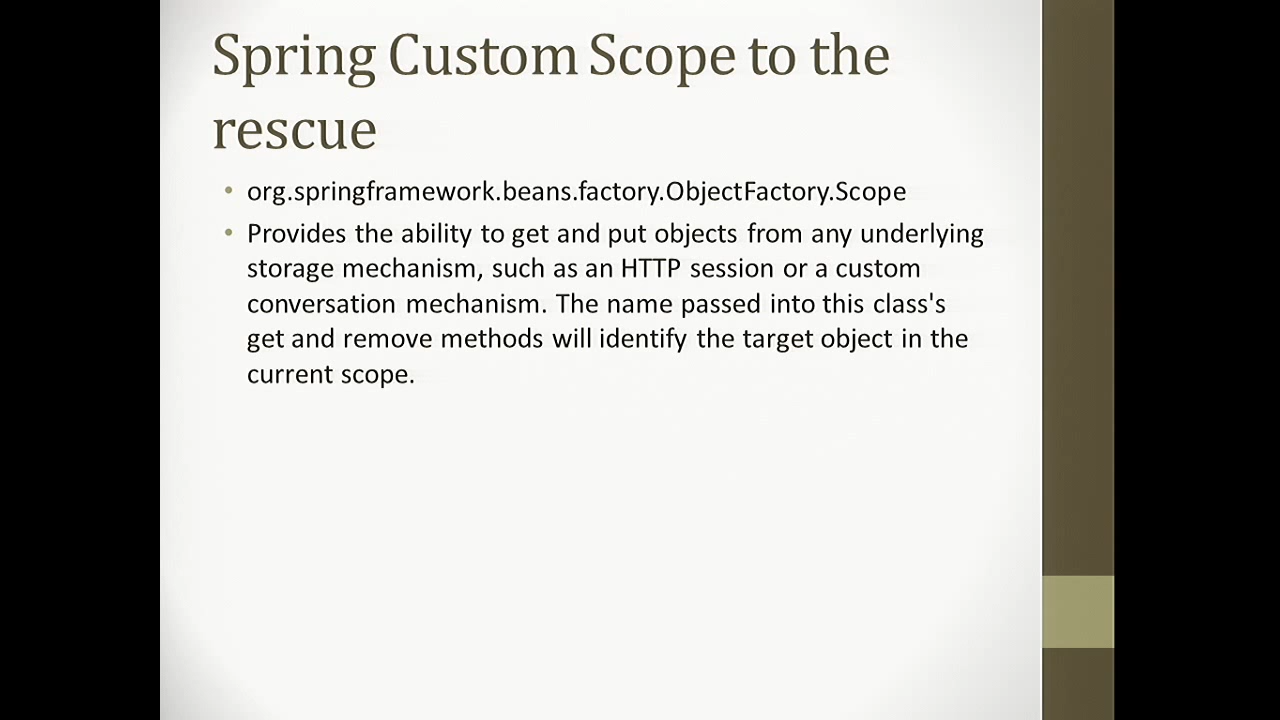 Spring Custom Scope to the
rescue
• org.springframework.beans.factory.ObjectFactory.Scope
• Provides the ability to get and put objects from any underlying
storage mechanism, such as an HTTP session or a custom
conversation mechanism. The name passed into this class's
get and remove methods will identify the target object in the
current scope.